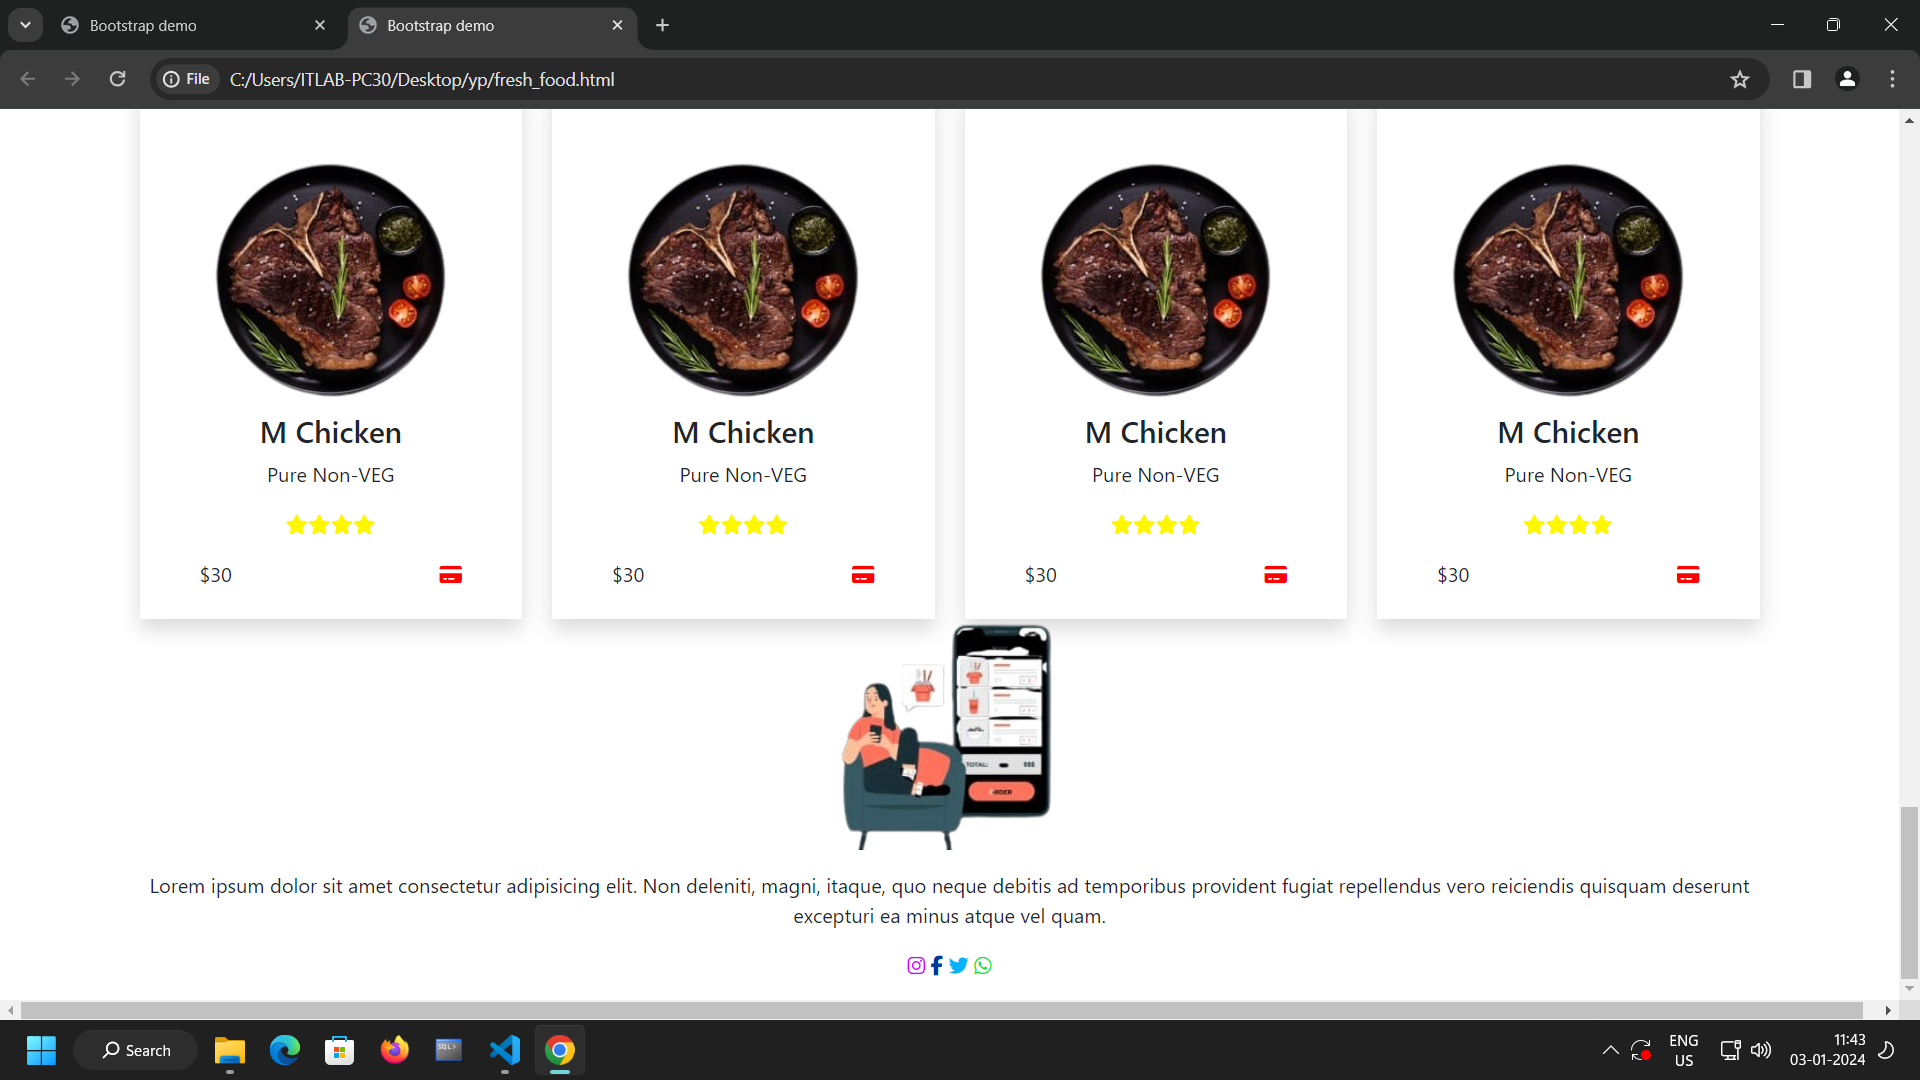 Bootstrap demo
Bootstrap demo
File C:/Users/ITLAB-PC30/Desktop/yp/fresh_food.html
M Chicken M Chicken M Chicken M Chicken
Pure Non-VEG Pure Non-VEG Pure Non-VEG Pure Non-VEG
$30 $30 $30 $30
TOTAL: $$$
Lorem ipsum dolor sit amet consectetur adipisicing elit. Non deleniti, magni, itaque, quo neque debitis ad temporibus provident fugiat repellendus vero reiciendis quisquam deserunt
excepturi ea minus atque vel quam.
Search
SQL>
ENG
US
11:43
03-01-2024